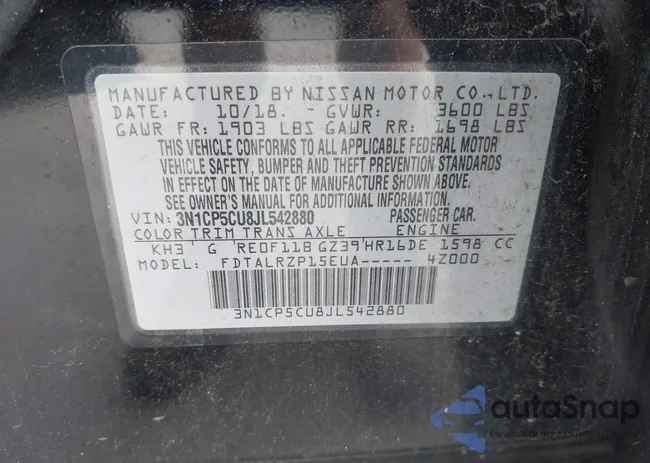 MANUFACTURED BY NISSAN MOTOR CO.,LTD.
DATE: 10/18. GVWR: 3600 LBS
GAWR FR: 1903 LBS GAWR RR: 1698 LBS
THIS VEHICLE CONFORMS TO ALL APPLICABLE FEDERAL MOTOR
VEHICLE SAFETY, BUMPER AND THEFT PREVENTION STANDARDS
IN EFFECT ON THE DATE OF MANUFACTURE SHOWN ABOVE.
SEE OWNER'S MANUAL FOR ADDITIONAL INFORMATION.
VIN: 3N1CP5CU8JL542880 PASSENGER CAR.
COLOR TRIM TRANS AXLE ENGINE
KH3 G RE0F11B GZ39 HR16DE 1598 CC
MODEL: FDTALRZP15EUA----- 4Z000
3N1CP5CU8JL542880
autoSnap